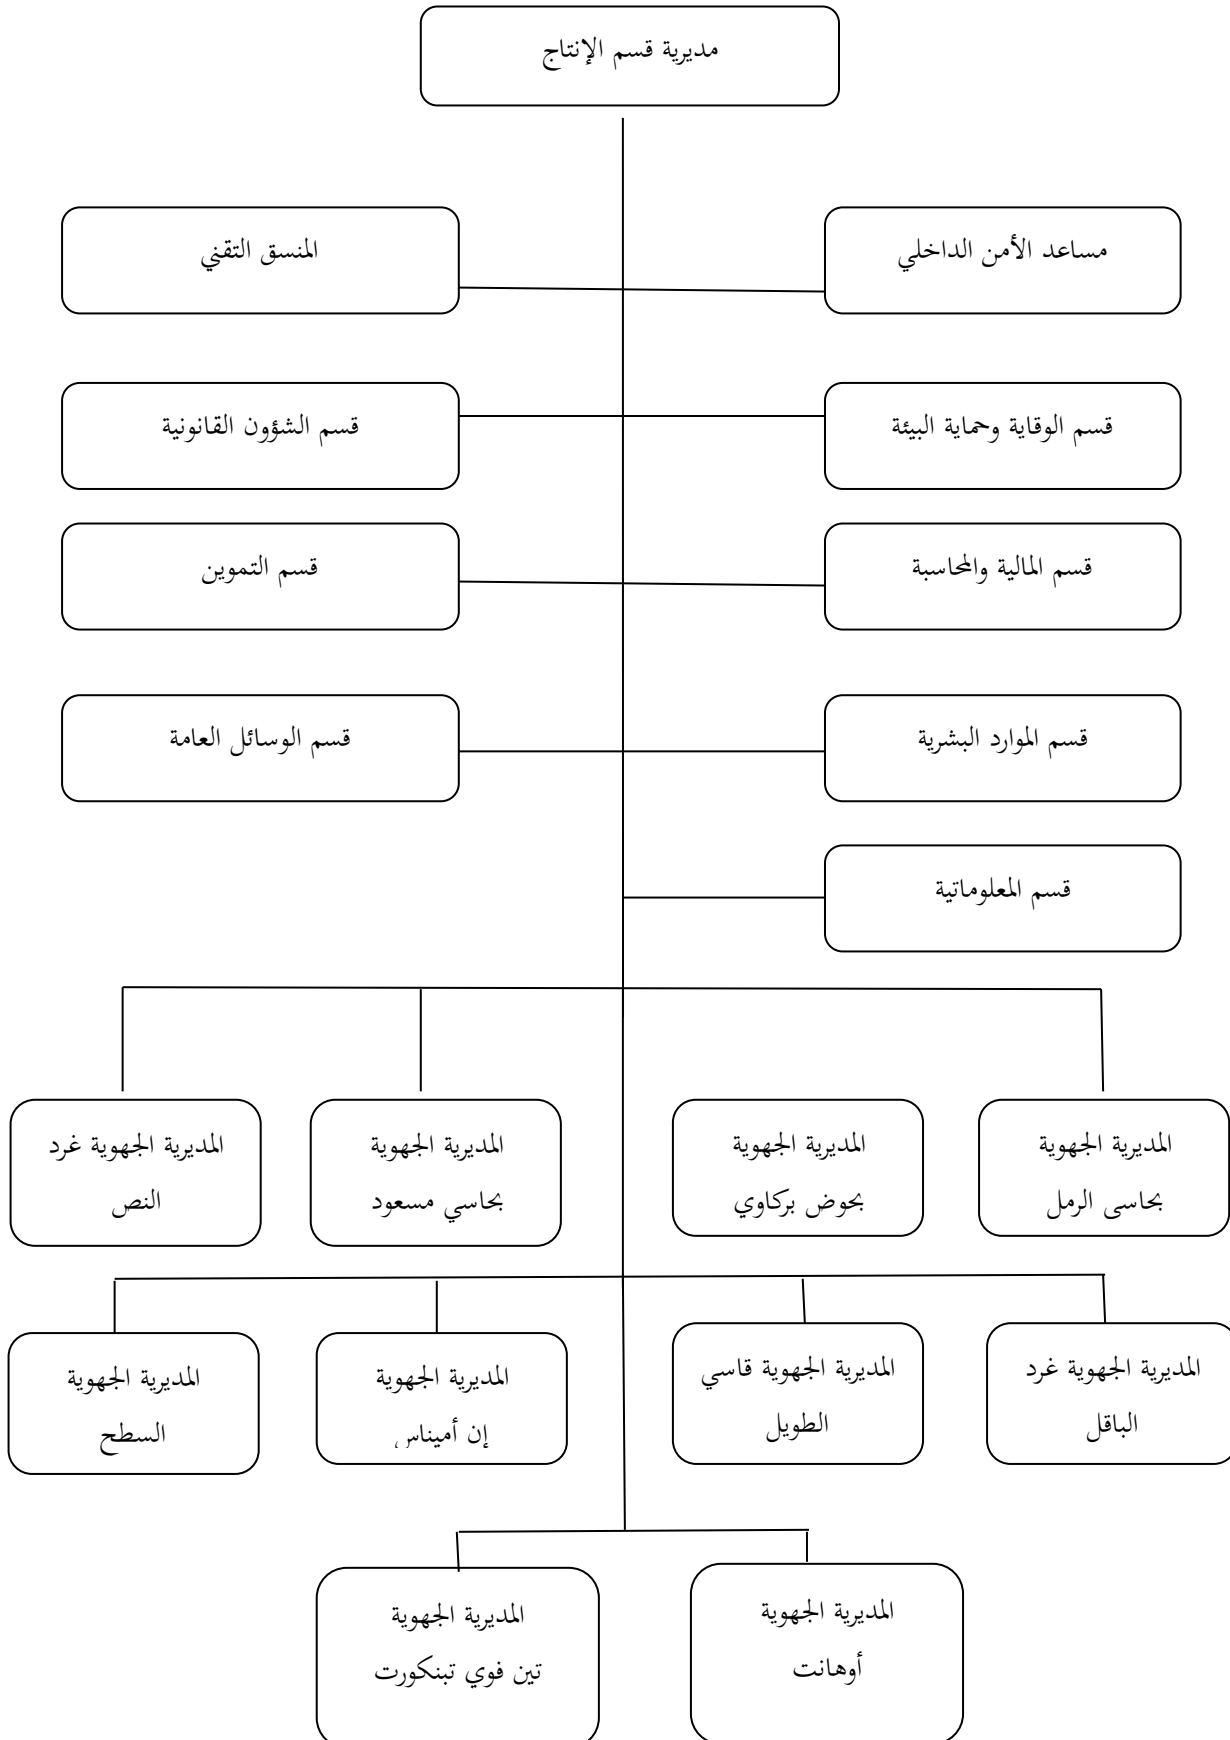 مديرية قسم الإنتاج
مساعد الأمن الداخلي
المنسق التقني
قسم الوقاية وحماية البيئة
قسم الشؤون القانونية
قسم المالية والمحاسبة
قسم التموين
قسم الموارد البشرية
قسم الوسائل العامة
قسم المعلوماتية
المديرية الجهوية
بحاسى الرمل
المديرية الجهوية
بحوض بركاوي
المديرية الجهوية
بحاسي مسعود
المديرية الجهوية غرد
النص
المديرية الجهوية غرد
الباقل
المديرية الجهوية قاسي
الطويل
المديرية الجهوية
إن أميناس
المديرية الجهوية
السطح
المديرية الجهوية
أوهانت
المديرية الجهوية
تين فوي تبنكورت